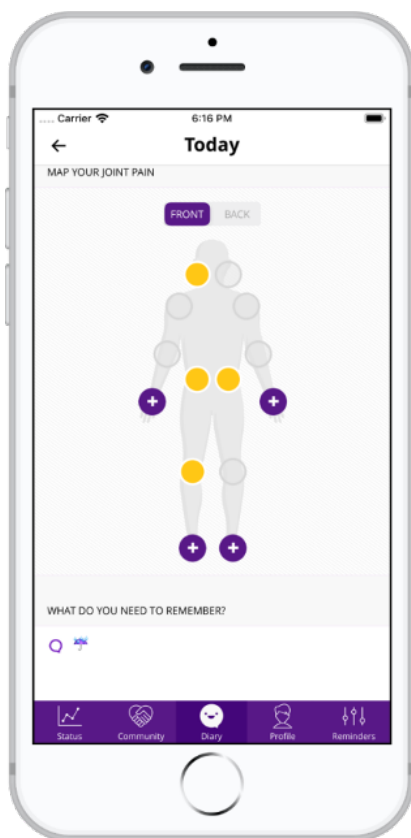 .... Carrier 6:16 PM
Today
MAP YOUR JOINT PAIN
FRONT BACK
WHAT DO YOU NEED TO REMEMBER?
Status Community Diary Profile Reminders